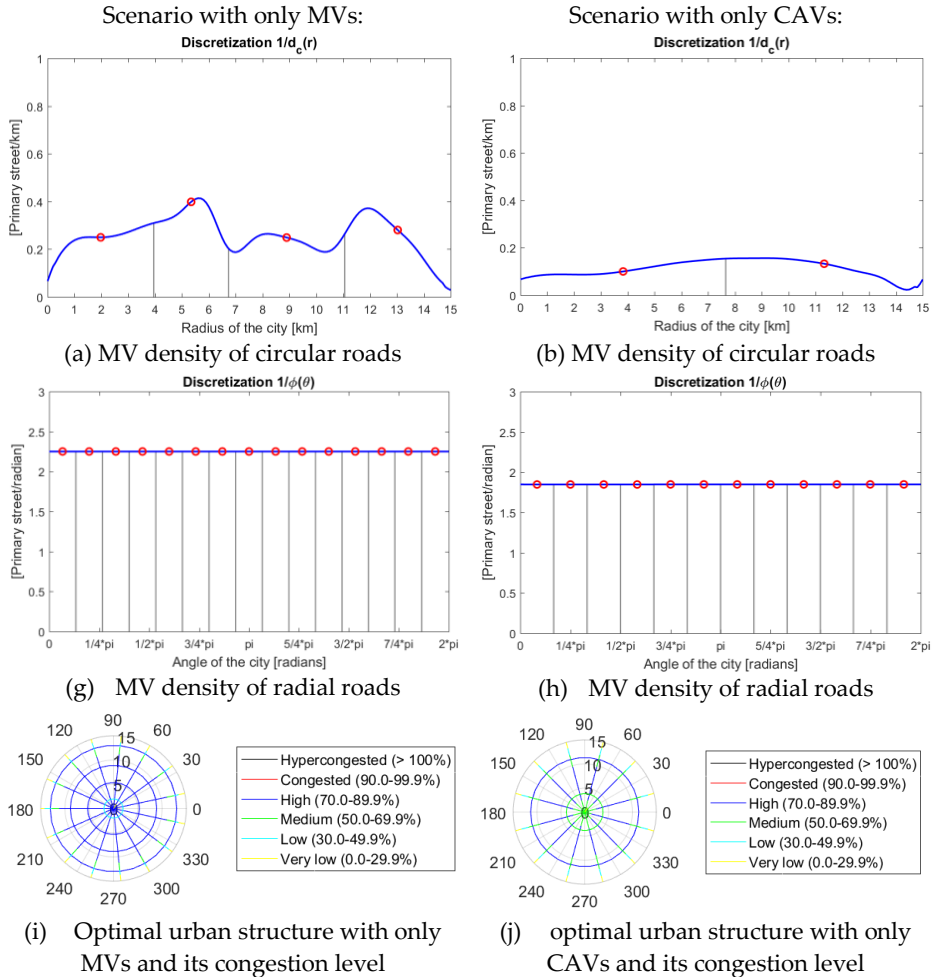 Scenario with only MVs:
Scenario with only CAVs:
Discretization 1/d_c(r)
[Primary street/km]
1
0.8
0.6
0.4
0.2
0
0 1 2 3 4 5 6 7 8 9 10 11 12 13 14 15
Radius of the city [km]
(a) MV density of circular roads
Discretization 1/d_c(r)
[Primary street/km]
1
0.8
0.6
0.4
0.2
0
0 1 2 3 4 5 6 7 8 9 10 11 12 13 14 15
Radius of the city [km]
(b) MV density of circular roads
Discretization 1/ϕ(θ)
[Primary street/radian]
3
2.5
2
1.5
1
0.5
0
0 1/4*pi 1/2*pi 3/4*pi pi 5/4*pi 3/2*pi 7/4*pi 2*pi
Angle of the city [radians]
(g) MV density of radial roads
Discretization 1/ϕ(θ)
[Primary street/radian]
3
2.5
2
1.5
1
0.5
0
0 1/4*pi 1/2*pi 3/4*pi pi 5/4*pi 3/2*pi 7/4*pi 2*pi
Angle of the city [radians]
(h) MV density of radial roads
90
120 60
15
150 30
10
5
180 0
210 330
240 300
270
Hypercongested (> 100%)
Congested (90.0-99.9%)
High (70.0-89.9%)
Medium (50.0-69.9%)
Low (30.0-49.9%)
Very low (0.0-29.9%)
(i) Optimal urban structure with only
MVs and its congestion level
90
120 60
15
150 30
10
5
180 0
210 330
240 300
270
Hypercongested (> 100%)
Congested (90.0-99.9%)
High (70.0-89.9%)
Medium (50.0-69.9%)
Low (30.0-49.9%)
Very low (0.0-29.9%)
(j) optimal urban structure with only
CAVs and its congestion level